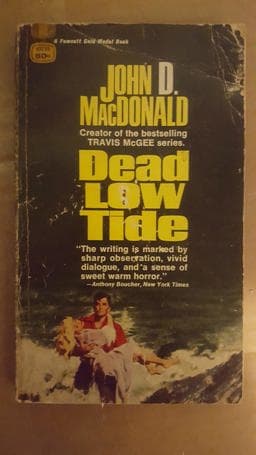 A Fawcett Gold Medal Book
JOHN D.
MacDONALD
Creator of the bestselling
TRAVIS McGEE series.
Dead
Low
Tide
"The writing is marked by
sharp observation, vivid
dialogue, and a sense of
sweet warm horror."
—Anthony Boucher, New York Times